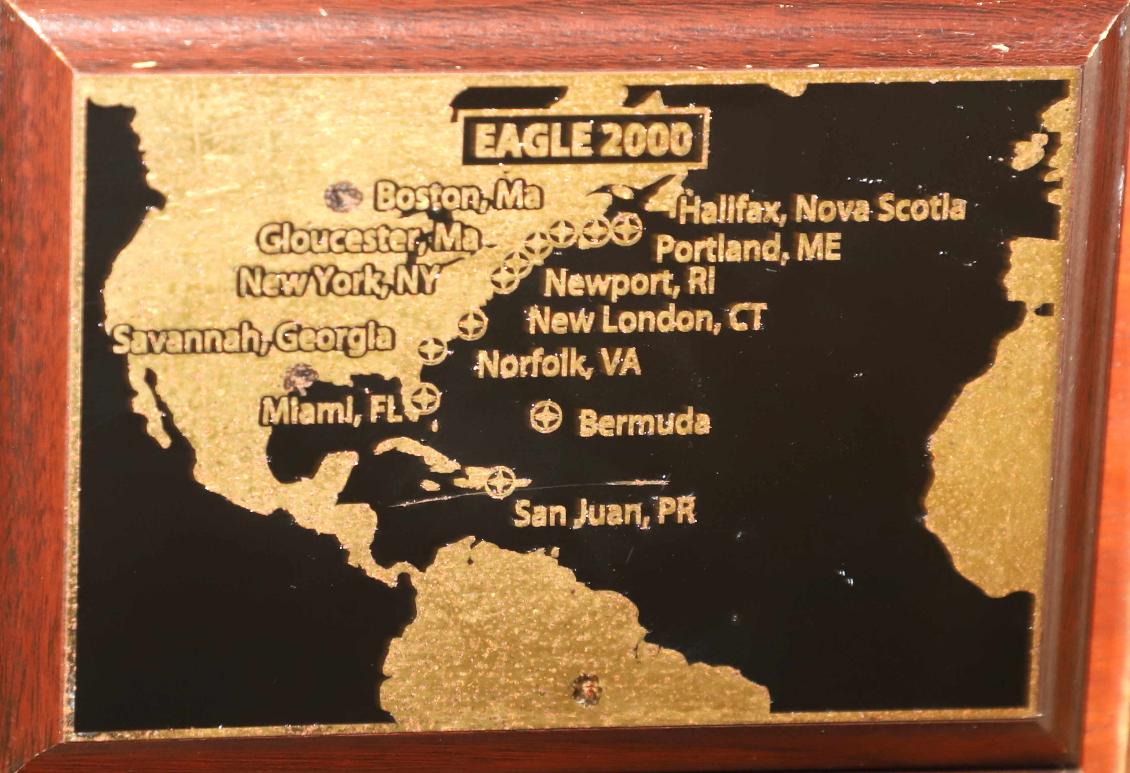 EAGLE 2000
Boston, Ma
Halifax, Nova Scotia
Gloucester, Ma
Portland, ME
New York, NY
Newport, RI
New London, CT
Savannah, Georgia
Norfolk, VA
Miami, FL
Bermuda
San Juan, PR